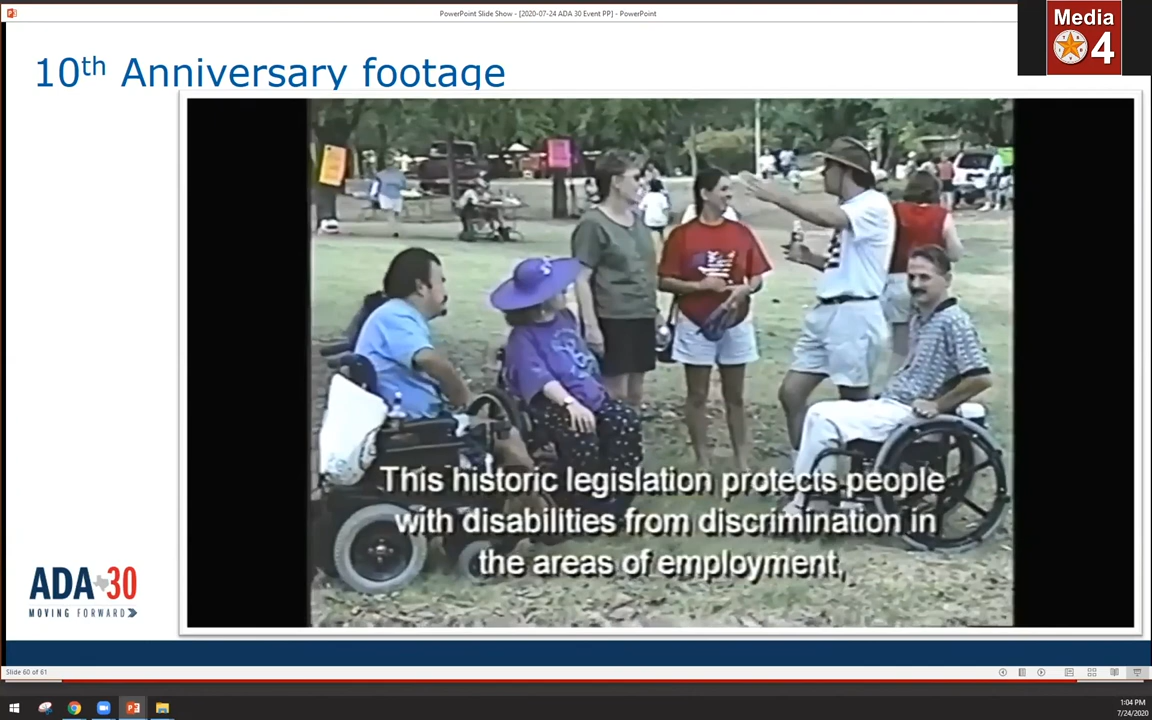 PowerPoint Slide Show - [2020-07-24 ADA 30 Event PP] - PowerPoint
Media
4
10th Anniversary footage
This historic legislation protects people
with disabilities from discrimination in
the areas of employment,
ADA 30
MOVING FORWARD
Slide 60 of 61
1:04 PM
7/24/2020